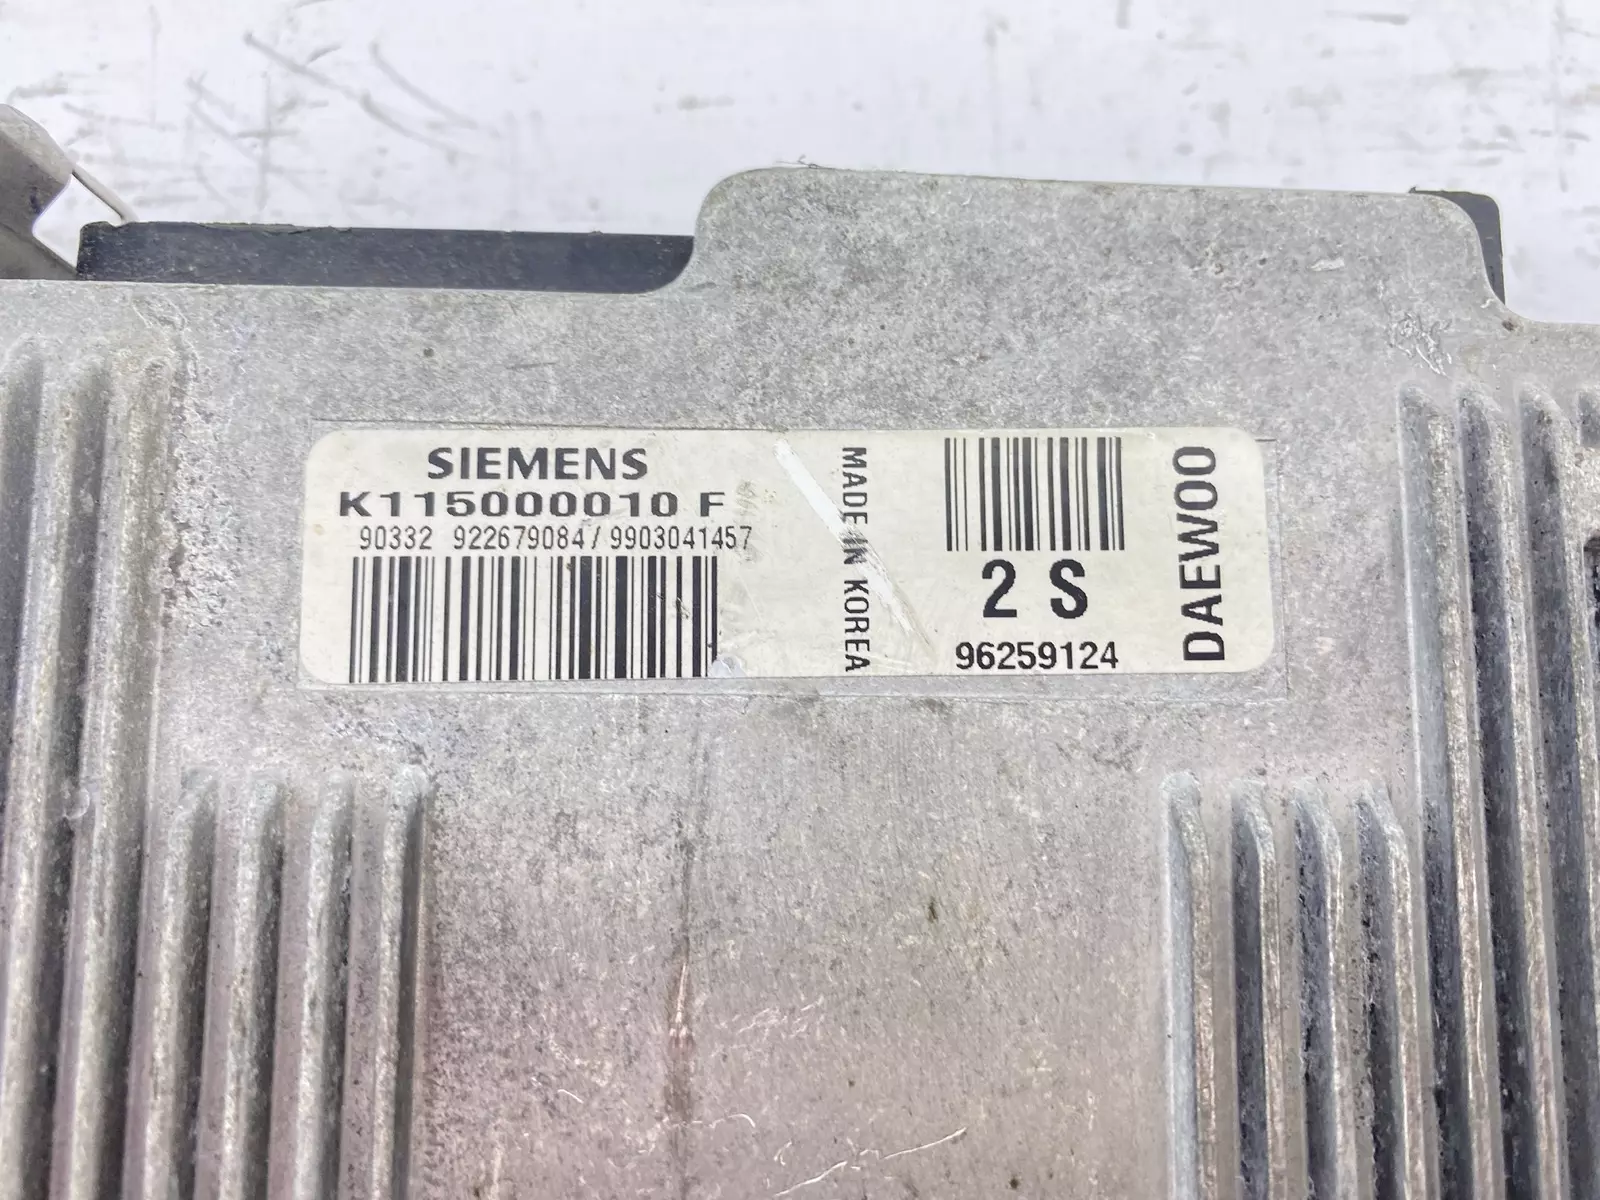 SIEMENS
K115000010 F
90332 922679084/9903041457
MADE IN KOREA
2 S
96259124
DAEWOO